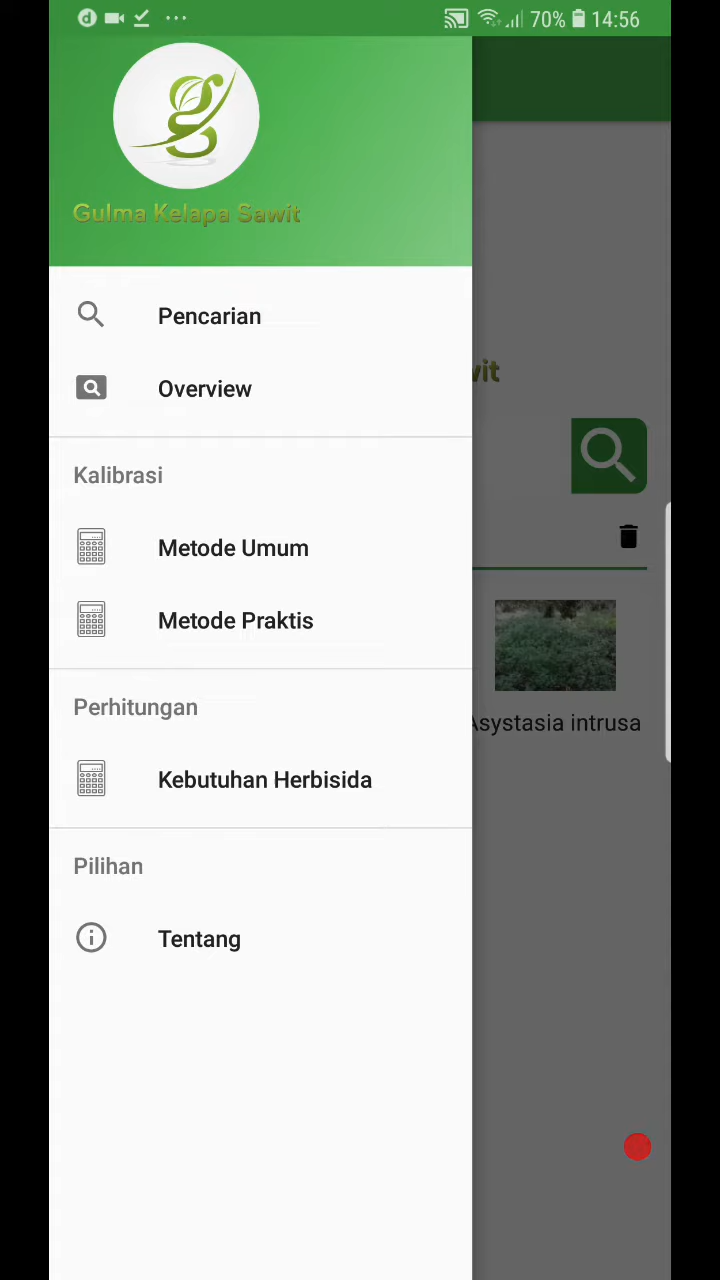 70% 14:56
Gulma Kelapa Sawit
Pencarian
Overview
Kalibrasi
Metode Umum
Metode Praktis
Perhitungan
Kebutuhan Herbisida
Pilihan
Tentang
Asystasia intrusa